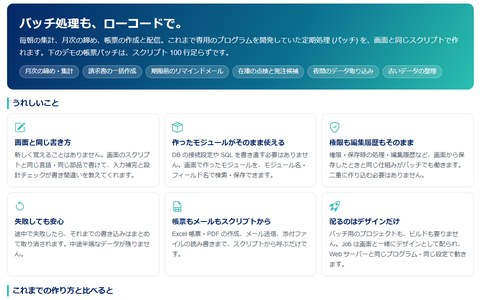 バッチ処理も、ローコードで。
毎朝の集計、月次の締め、帳票の作成と配信。これまで専用のプログラムを開発していた定期処理 (バッチ) を、画面と同じスクリプトで作
れます。下のデモの帳票バッチは、スクリプト 100 行足らずです。
月次の締め・集計
請求書の一括作成
期限前のリマインドメール
在庫の点検と発注候補
夜間のデータ取り込み
古いデータの整理
うれしいこと
画面と同じ書き方
新しく覚えることはありません。画面のスクリプ
トと同じ言語・同じ部品で書けて、入力補完と設
計チェックが書き間違いを教えてくれます。
作ったモジュールがそのまま使える
DB の接続設定や SQL を書き直す必要はありませ
ん。画面で作ったモジュールを、モジュール名・
フィールド名で検索・保存できます。
権限も編集履歴もそのまま
権限・保存時の処理・編集履歴など、画面から保
存したときと同じ仕組みがバッチでも働きます。
二重に作り込む必要はありません。
失敗しても安心
途中で失敗したら、それまでの書き込みはまとめ
て取り消されます。中途半端なデータが残りませ
ん。
帳票もメールもスクリプトから
Excel 帳票・PDF の作成、メール送信、添付ファ
イルの読み書きまで、スクリプトから呼ぶだけで
す。
配るのはデザインだけ
バッチ用のプロジェクトも、ビルドも要りませ
ん。Job は画面と一緒にデザインとして配られ、
Web サーバーと同じプログラム・同じ設定で動き
ます。
これまでの作り方と比べると